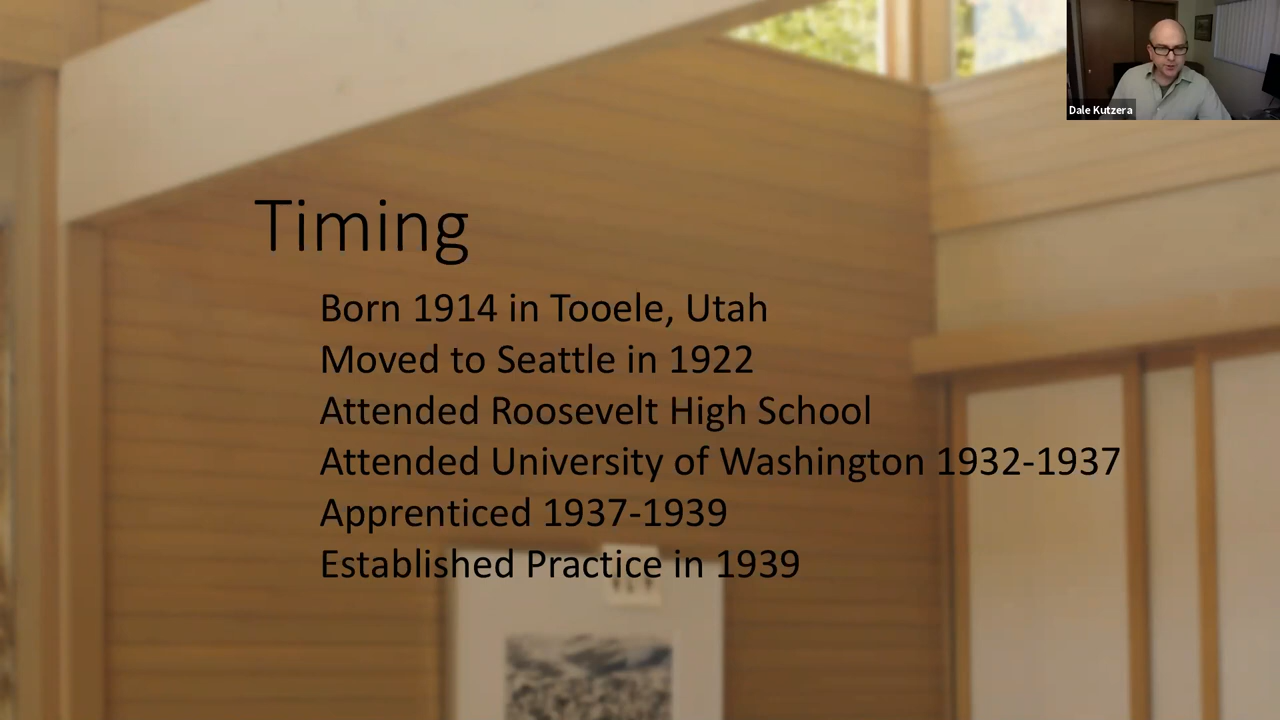 Dale Kutzera
Timing
Born 1914 in Tooele, Utah
Moved to Seattle in 1922
Attended Roosevelt High School
Attended University of Washington 1932-1937
Apprenticed 1937-1939
Established Practice in 1939